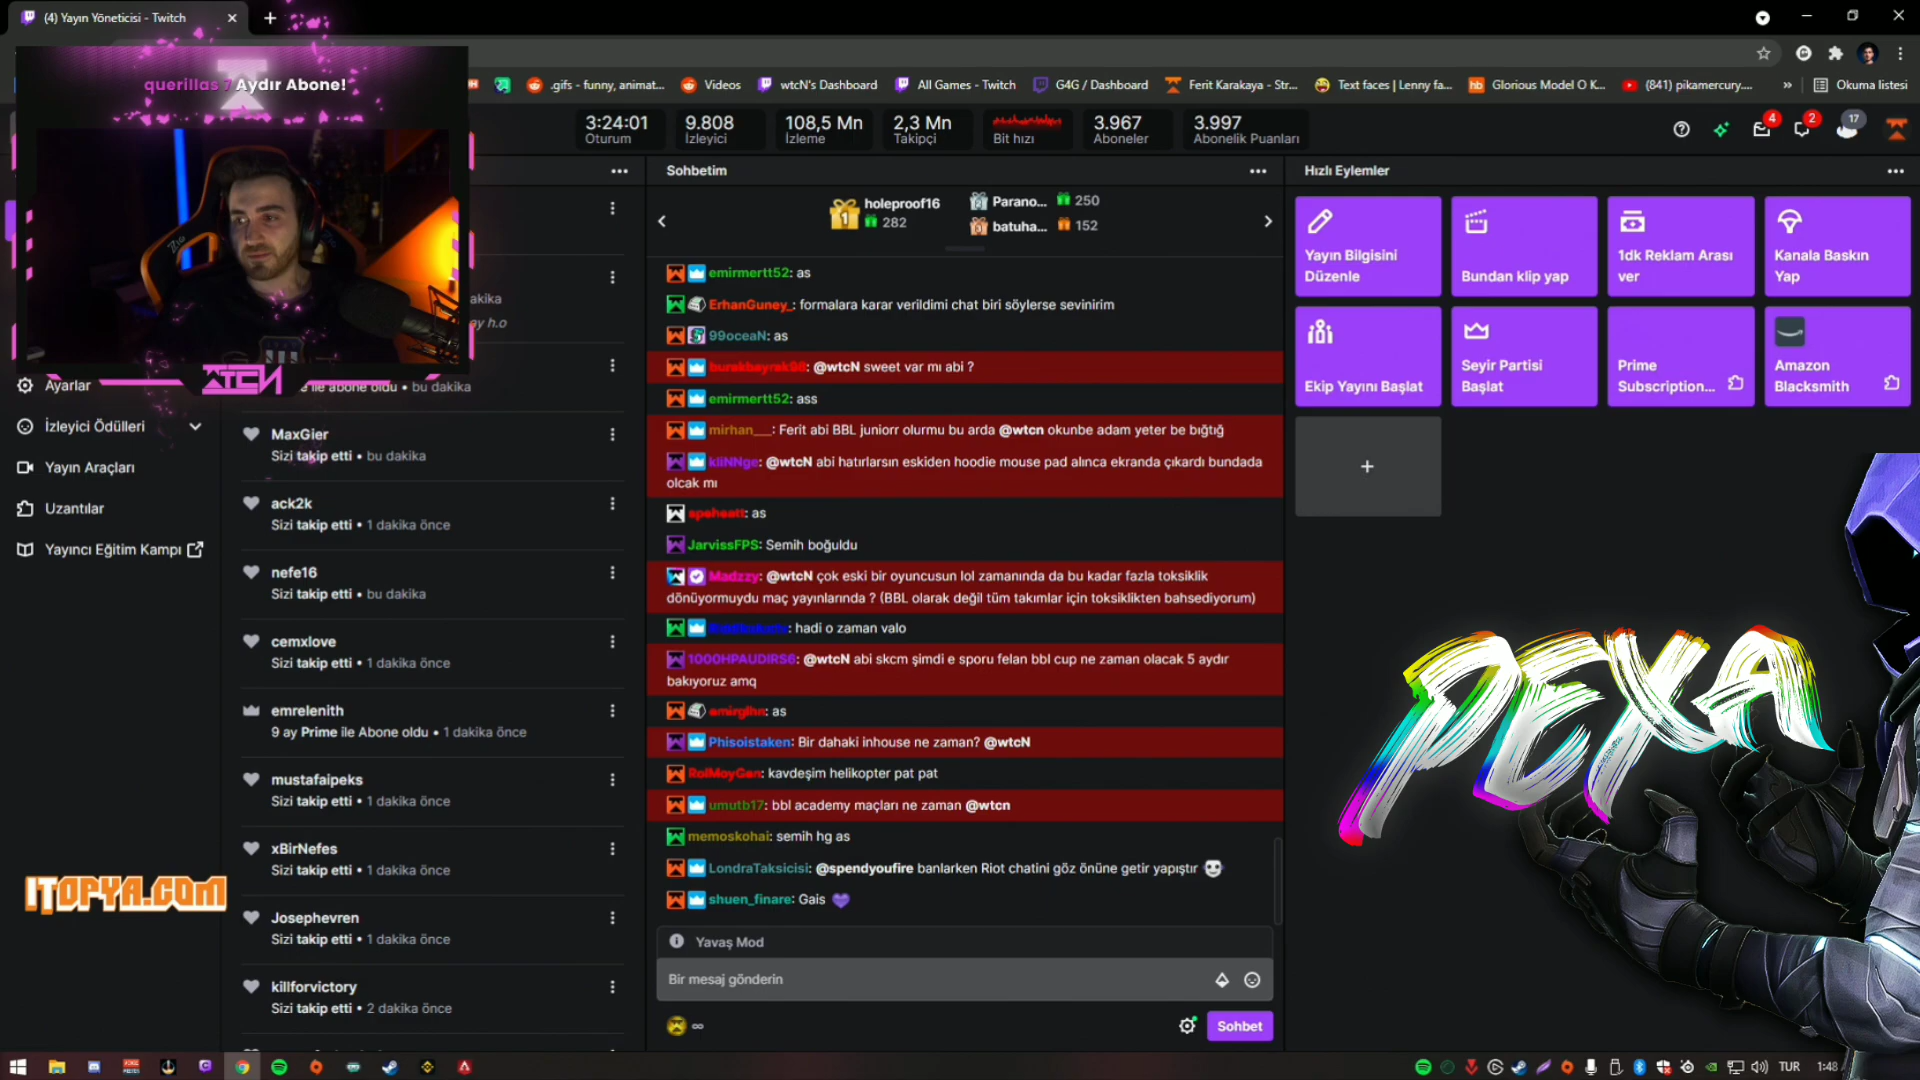 (4) Yayın Yöneticisi - Twitch
.gifs - funny, animat...
Videos
wtcN's Dashboard
All Games - Twitch
G4G / Dashboard
Ferit Karakaya - Str...
Text faces | Lenny fa...
Glorious Model O K...
(841) pikamercury....
»
Okuma listesi
querillas 7 Aydır Abone!
3:24:01
Oturum
9.808
İzleyici
108,5 Mn
İzleme
2,3 Mn
Takipçi
Bit hızı
3.967
Aboneler
3.997
Abonelik Puanları
4
2
17
WTCN
Ayarlar
İzleyici Ödülleri
Yayın Araçları
Uzantılar
Yayıncı Eğitim Kampı
ITOPYA.COM
akika
ay h.o
ile abone oldu • bu dakika
MaxGier
Sizi takip etti • bu dakika
ack2k
Sizi takip etti • 1 dakika önce
nefe16
Sizi takip etti • bu dakika
cemxlove
Sizi takip etti • 1 dakika önce
emrelenith
9 ay Prime ile Abone oldu • 1 dakika önce
mustafaipeks
Sizi takip etti • 1 dakika önce
xBirNefes
Sizi takip etti • 1 dakika önce
Josephevren
Sizi takip etti • 1 dakika önce
killforvictory
Sizi takip etti • 2 dakika önce
Sohbetim
1
holeproof16
282
Parano...
250
batuha...
152
emirmertt52: as
ErhanGuney_: formalara karar verildimi chat biri söylerse sevinirim
99oceaN: as
burakbayrak98: @wtcN sweet var mı abi ?
emirmertt52: ass
mirhan___: Ferit abi BBL juniorr olurmu bu arda @wtcn okunbe adam yeter be bığtığ
kliNNge: @wtcN abi hatırlarsın eskiden hoodie mouse pad alınca ekranda çıkardı bundada
olcak mı
speheatt: as
JarvissFPS: Semih boğuldu
Madzzy: @wtcN çok eski bir oyuncusun lol zamanında da bu kadar fazla toksiklik
dönüyormuydu maç yayınlarında ? (BBL olarak değil tüm takımlar için toksiklikten bahsediyorum)
: hadi o zaman valo
1000HPAUDIRS6: @wtcN abi skcm şimdi e sporu felan bbl cup ne zaman olacak 5 aydır
bakıyoruz amq
emirglhn: as
Phisoistaken: Bir dahaki inhouse ne zaman? @wtcN
RolMoyGen: kavdeşim helikopter pat pat
umutb17: bbl academy maçları ne zaman @wtcn
memoskohai: semih hg as
LondraTaksicisi: @spendyoufire banlarken Riot chatini göz önüne getir yapıştır
shuen_finare: Gais
Yavaş Mod
Bir mesaj gönderin
∞
Sohbet
Hızlı Eylemler
Yayın Bilgisini
Düzenle
Bundan klip yap
1dk Reklam Arası
ver
Kanala Baskın
Yap
Ekip Yayını Başlat
Seyir Partisi
Başlat
Prime
Subscription...
Amazon
Blacksmith
+
PEXA
TUR
1:48